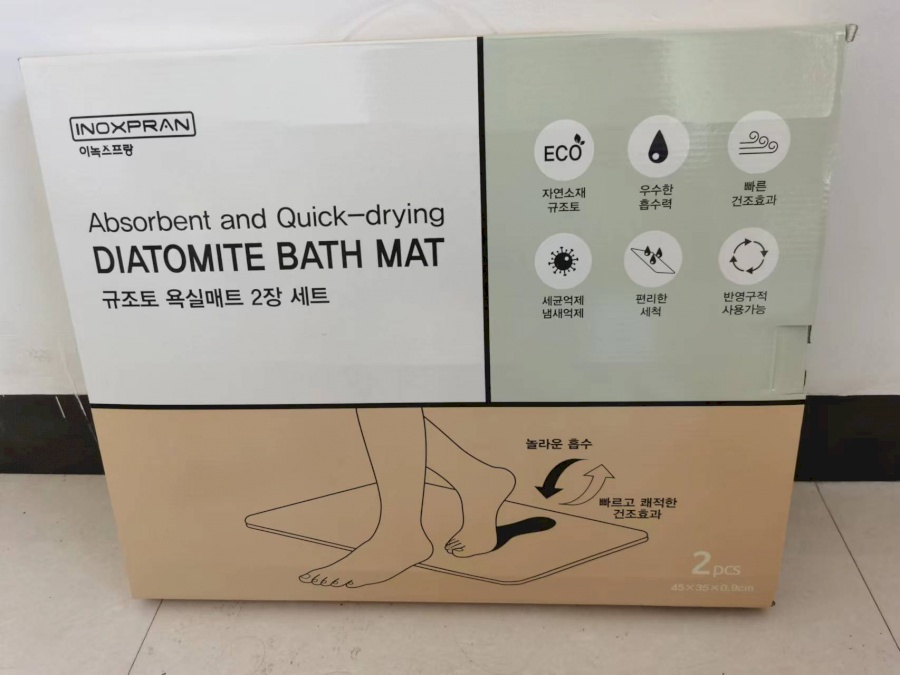 INOXPRAN
이녹스프랑
Absorbent and Quick-drying
DIATOMITE BATH MAT
규조토 욕실매트 2장 세트
ECO
자연소재
규조토
우수한
흡수력
빠른
건조효과
세균억제
냄새억제
편리한
세척
반영구적
사용가능
놀라운 흡수
빠르고 쾌적한
건조효과
2pcs
45×35×0.9cm